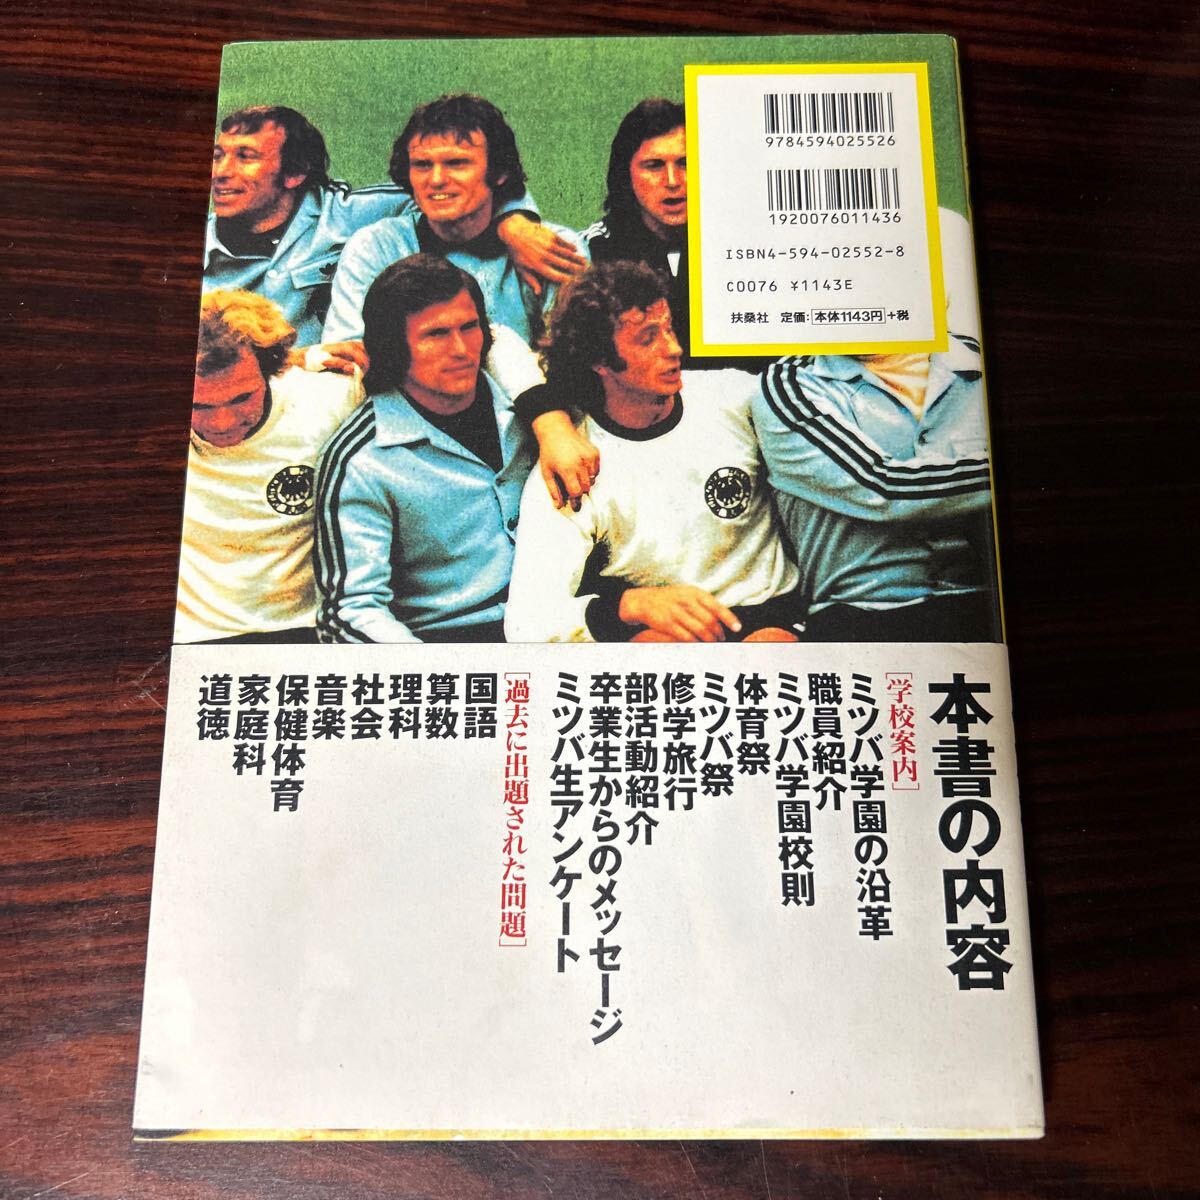 9784594025526
1920076011436
ISBN4-594-02552-8
C0076 ¥1143E
扶桑社 定価:本体1143円+税
本書の内容
[学校案内]
ミツバ学園の沿革
職員紹介
ミツバ学園校則
体育祭
ミツバ祭
修学旅行
部活動紹介
卒業生からのメッセージ
ミツバ生アンケート
[過去に出題された問題]
国語
算数
理科
社会
音楽
保健体育
家庭科
道徳